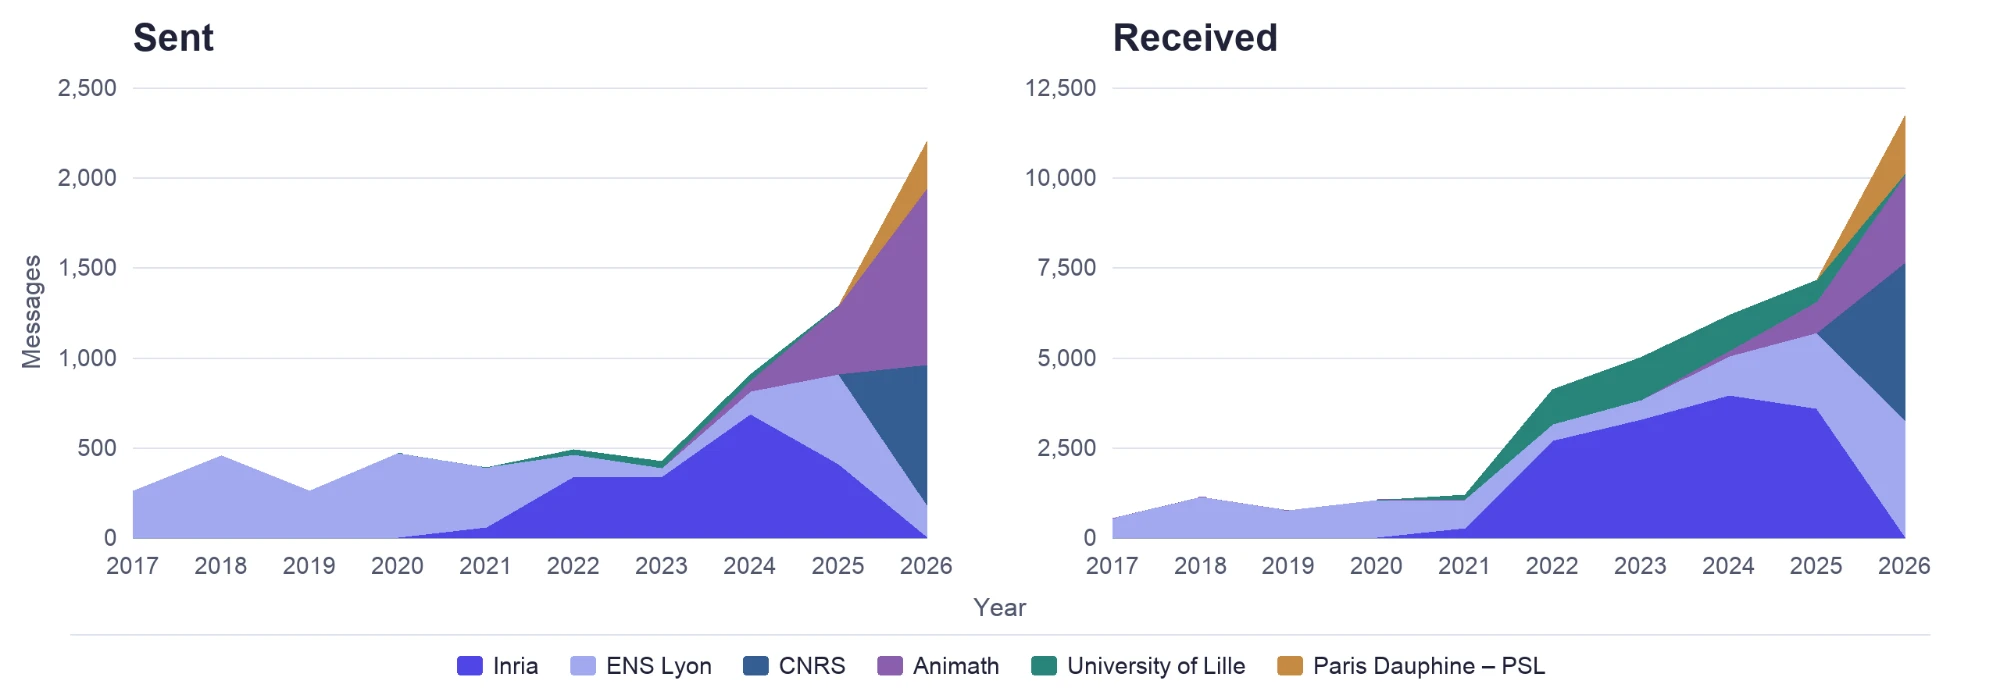 Sent
Received
2,500
2,000
1,500
1,000
500
0
Messages
2017 2018 2019 2020 2021 2022 2023 2024 2025 2026
12,500
10,000
7,500
5,000
2,500
0
2017 2018 2019 2020 2021 2022 2023 2024 2025 2026
Year
Inria ENS Lyon CNRS Animath University of Lille Paris Dauphine – PSL